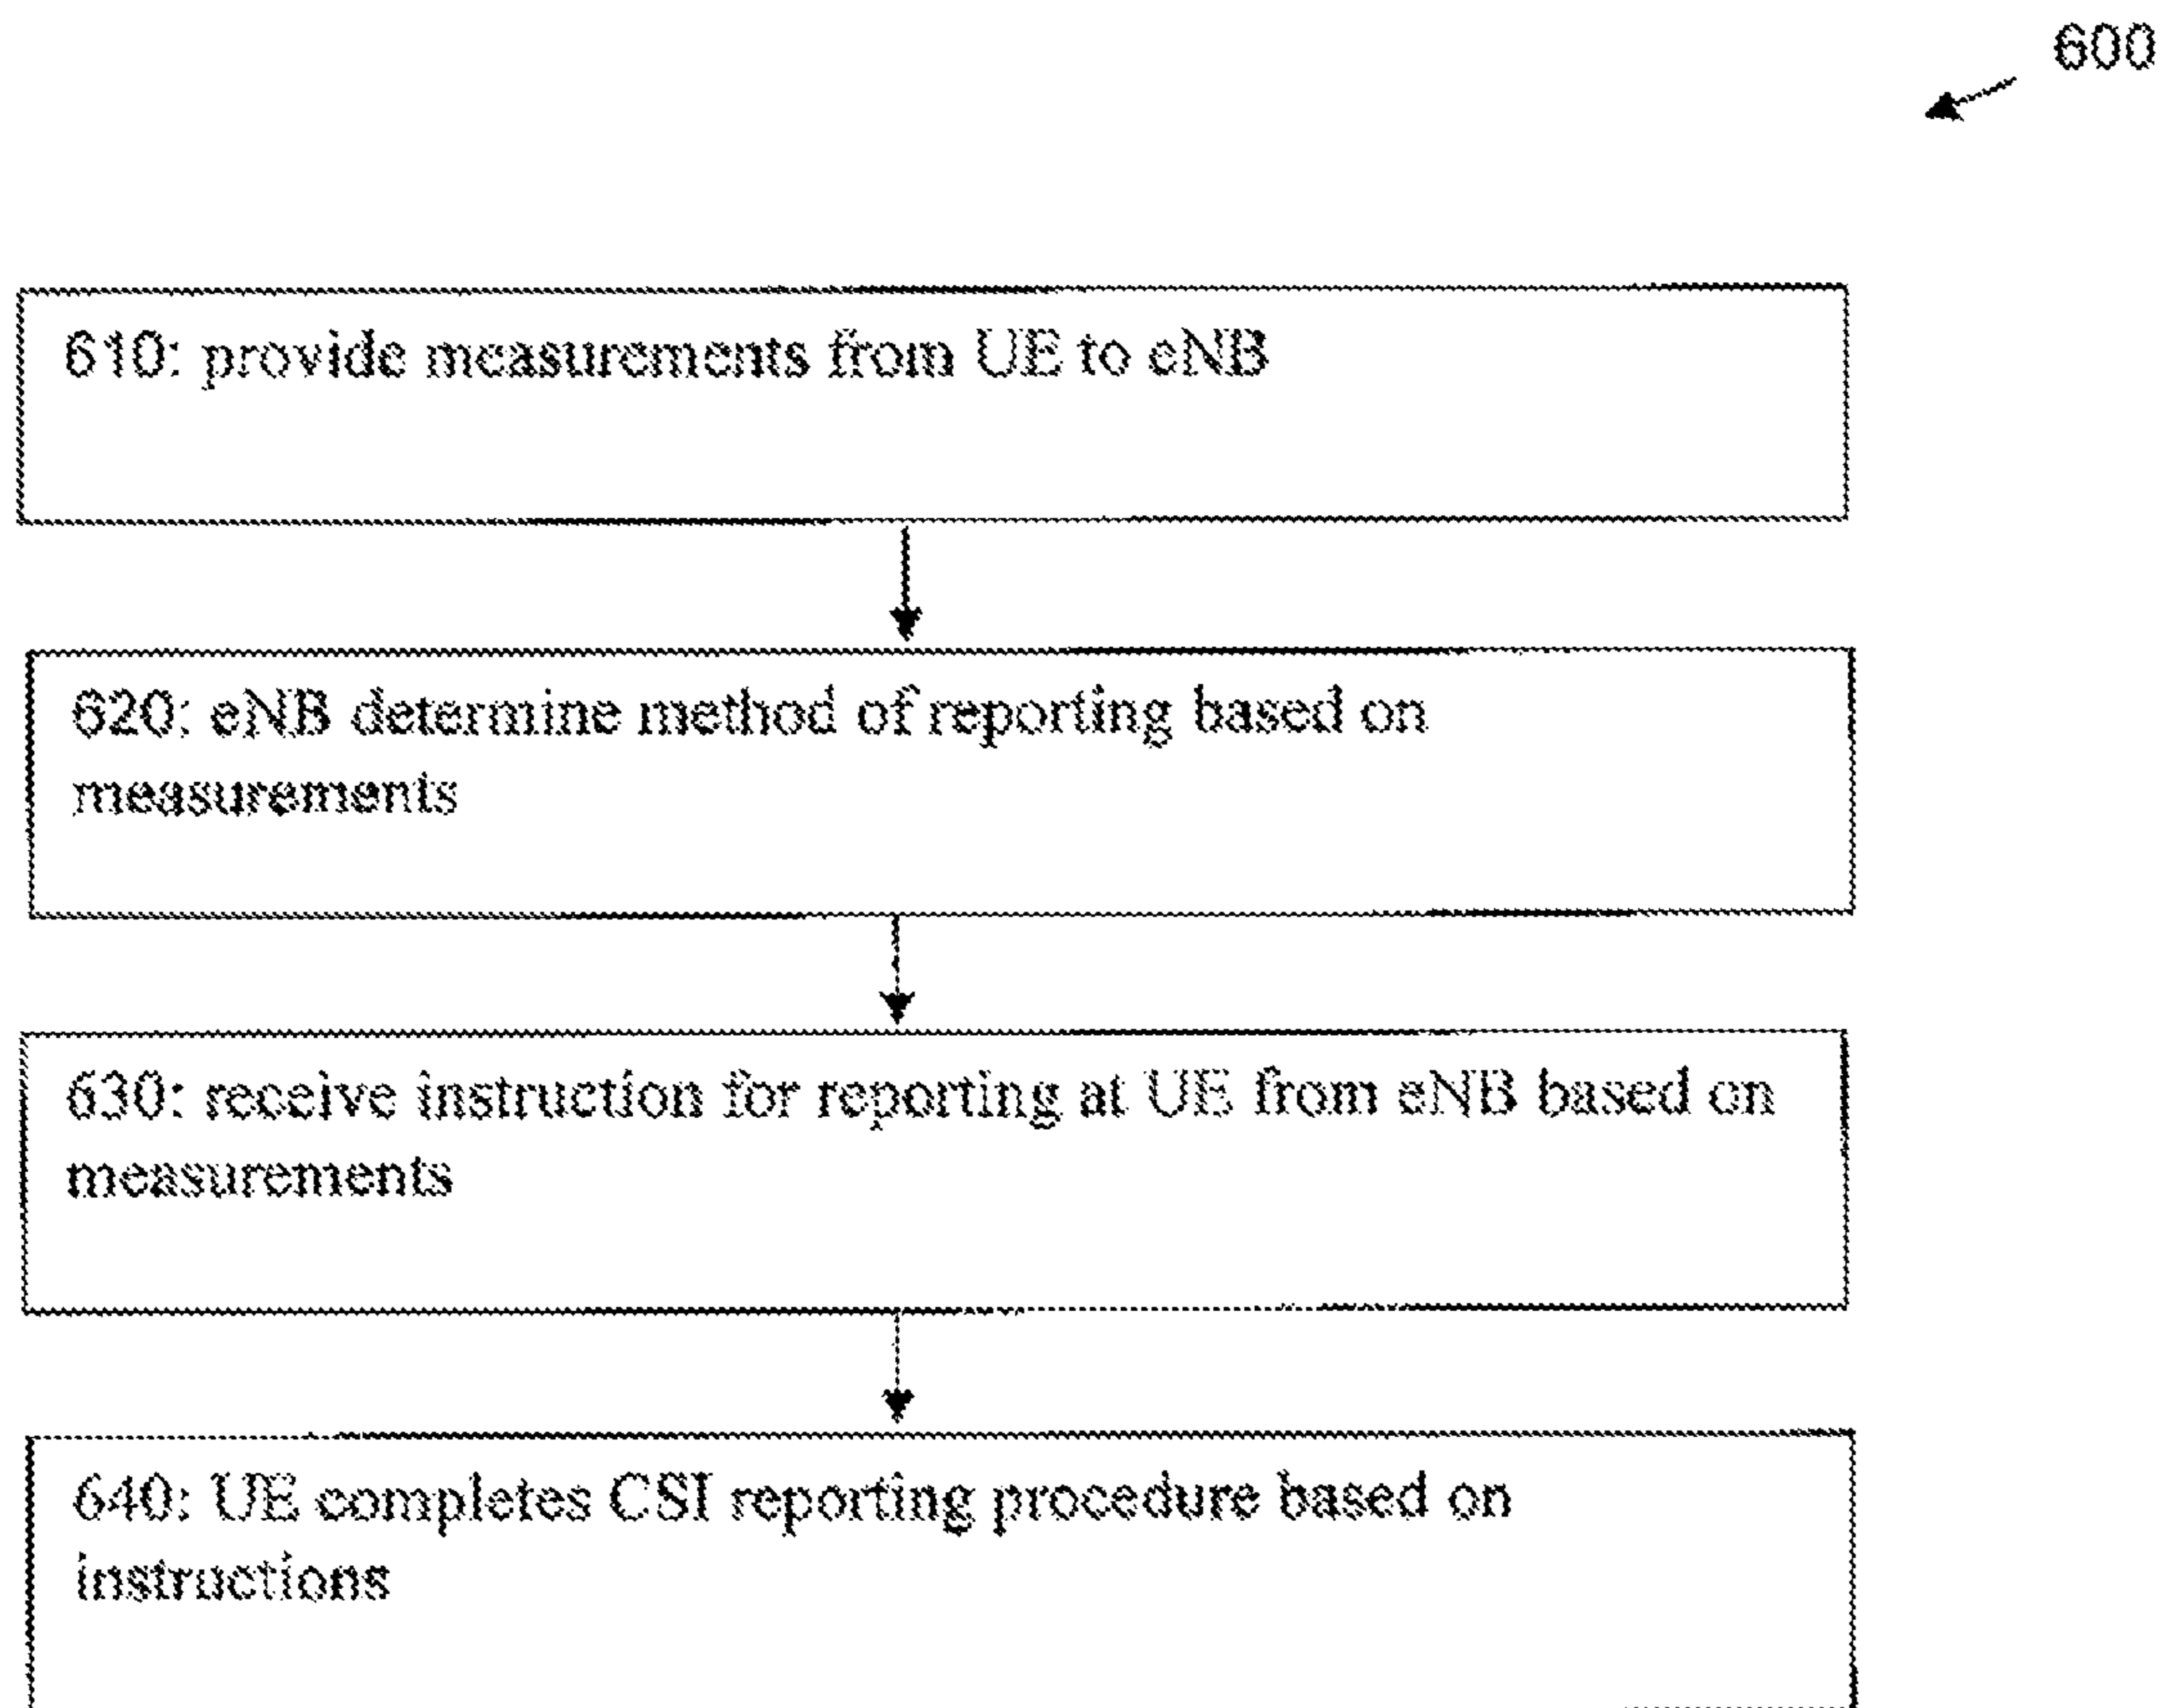 600
610: provide measurements from UE to eNB
620: eNB determine method of reporting based on
measurements
630: receive instruction for reporting at UE from eNB based on
measurements
640: UE completes CSI reporting procedure based on
instructions